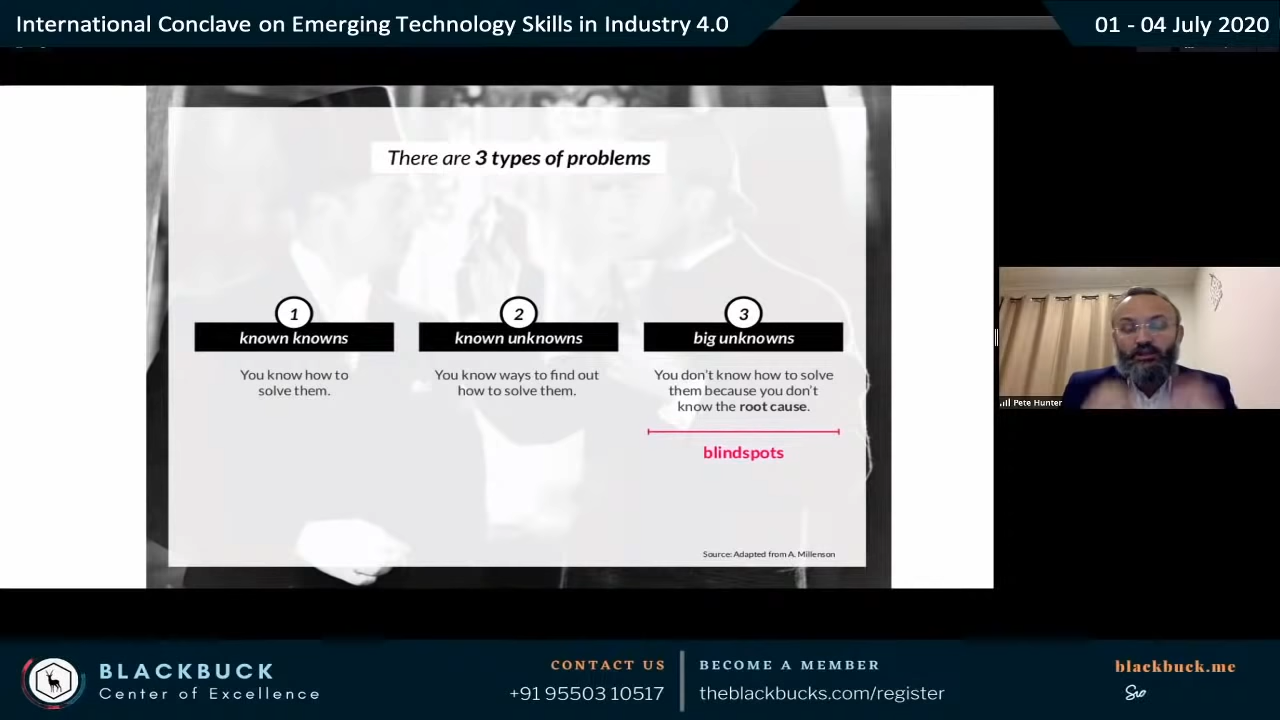 International Conclave on Emerging Technology Skills in Industry 4.0
01 - 04 July 2020
There are 3 types of problems
1
known knowns
You know how to
solve them.
2
known unknowns
You know ways to find out
how to solve them.
3
big unknowns
You don't know how to solve
them because you don't
know the root cause.
blindspots
Source: Adapted from A. Millenson
Pete Hunter
BLACKBUCK
Center of Excellence
CONTACT US
+91 95503 10517
BECOME A MEMBER
theblackbucks.com/register
blackbuck.me